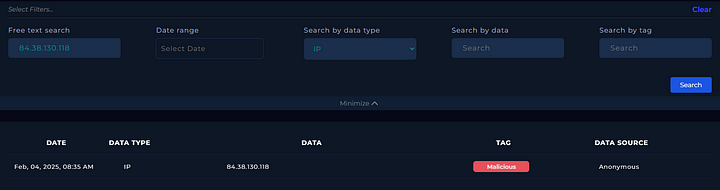 Select Filters.. Clear
Free text search Date range Search by data type Search by data Search by tag
84.38.130.118 Select Date IP Search Search
Search
Minimize
DATE DATA TYPE DATA TAG DATA SOURCE
Feb, 04, 2025, 08:35 AM IP 84.38.130.118 Malicious Anonymous